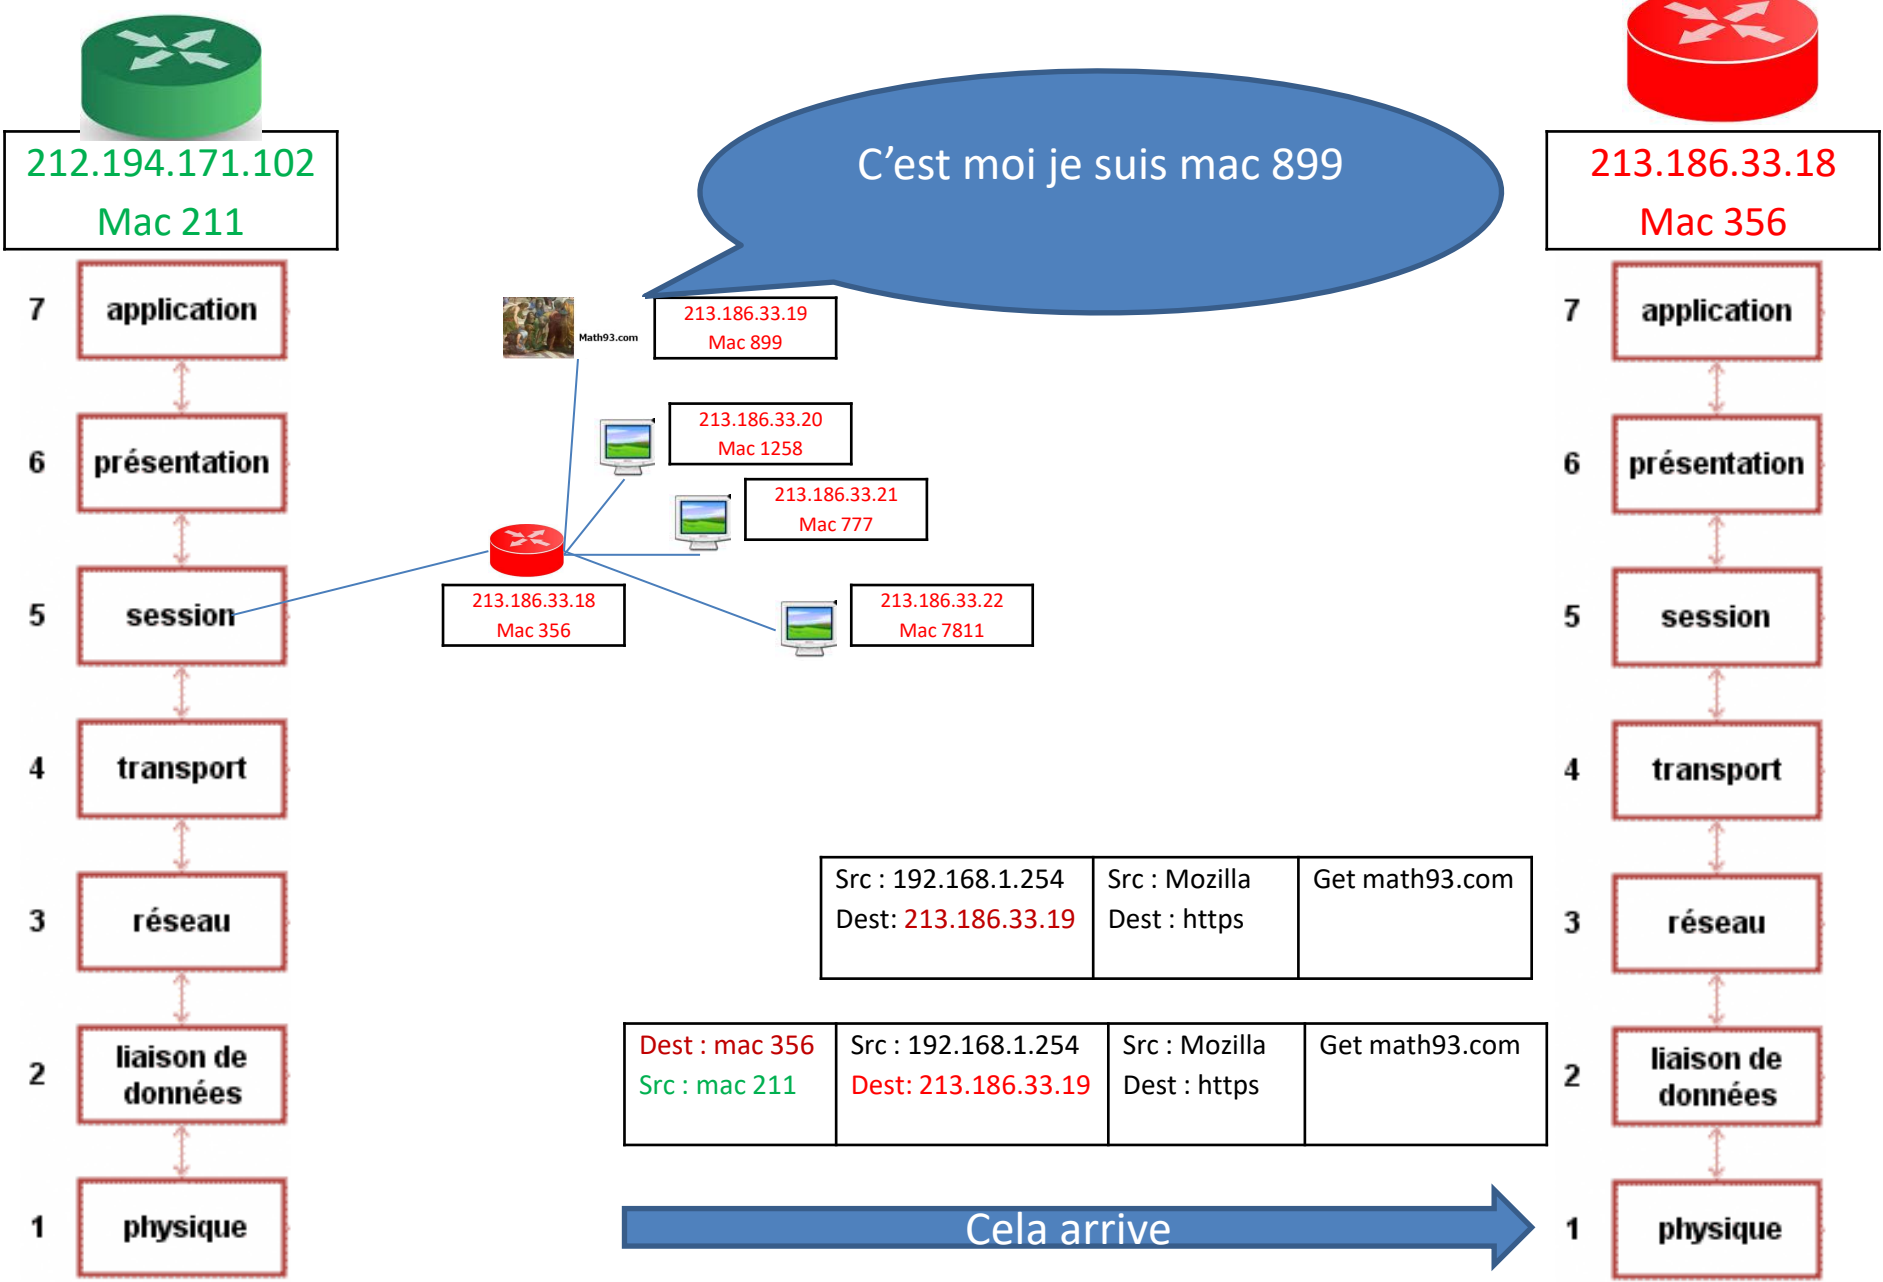 212.194.171.102
Mac 211
7
application
6
présentation
5
session
4
transport
3
réseau
2
liaison de
données
1
physique
C’est moi je suis mac 899
Math93.com
213.186.33.19
Mac 899
213.186.33.20
Mac 1258
213.186.33.21
Mac 777
213.186.33.18
Mac 356
213.186.33.22
Mac 7811
Src : 192.168.1.254
Dest: 213.186.33.19
Src : Mozilla
Dest : https
Get math93.com
Dest : mac 356
Src : mac 211
Src : 192.168.1.254
Dest: 213.186.33.19
Src : Mozilla
Dest : https
Get math93.com
Cela arrive
213.186.33.18
Mac 356
7
application
6
présentation
5
session
4
transport
3
réseau
2
liaison de
données
1
physique